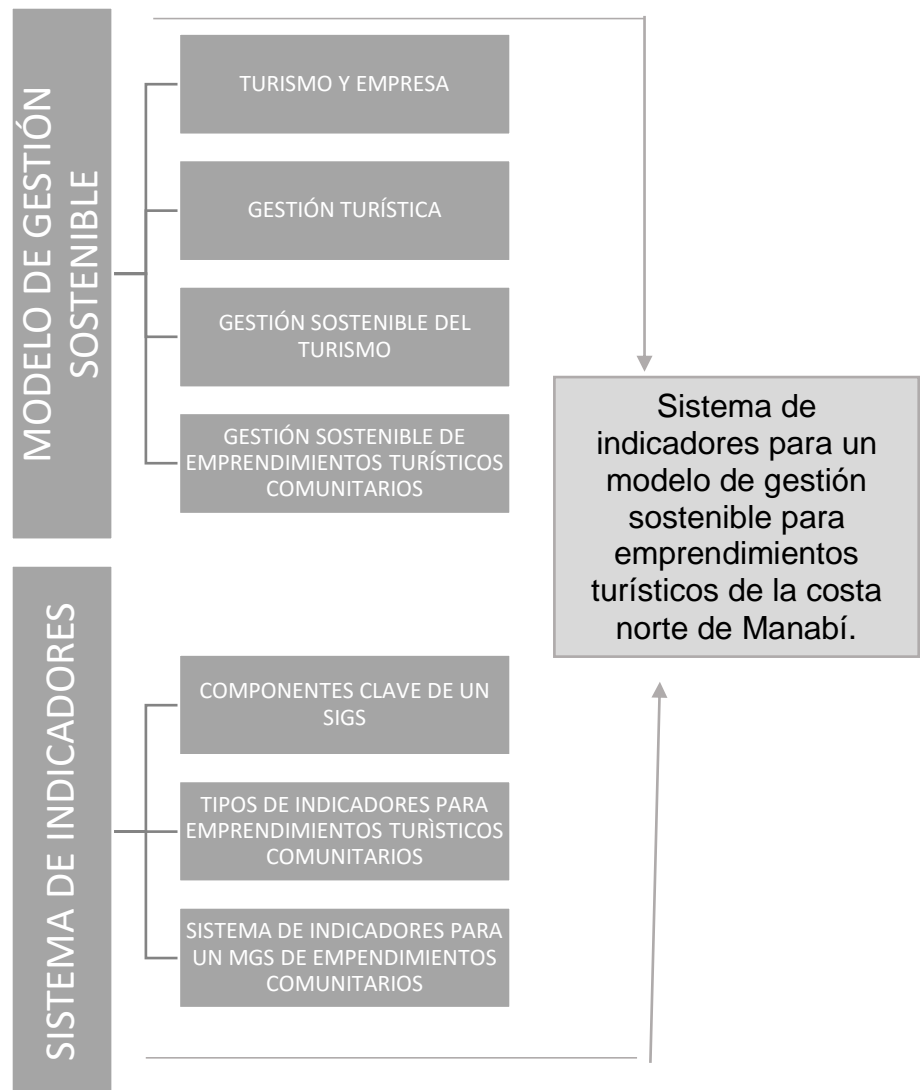 MODELO DE GESTIÓN
SOSTENIBLE
TURISMO Y EMPRESA
GESTIÓN TURÍSTICA
GESTIÓN SOSTENIBLE DEL
TURISMO
GESTIÓN SOSTENIBLE DE
EMPRENDIMIENTOS TURÍSTICOS
COMUNITARIOS
SISTEMA DE INDICADORES
COMPONENTES CLAVE DE UN
SIGS
TIPOS DE INDICADORES PARA
EMPRENDIMIENTOS TURÌSTICOS
COMUNITARIOS
SISTEMA DE INDICADORES PARA
UN MGS DE EMPENDIMIENTOS
COMUNITARIOS
Sistema de
indicadores para un
modelo de gestión
sostenible para
emprendimientos
turísticos de la costa
norte de Manabí.